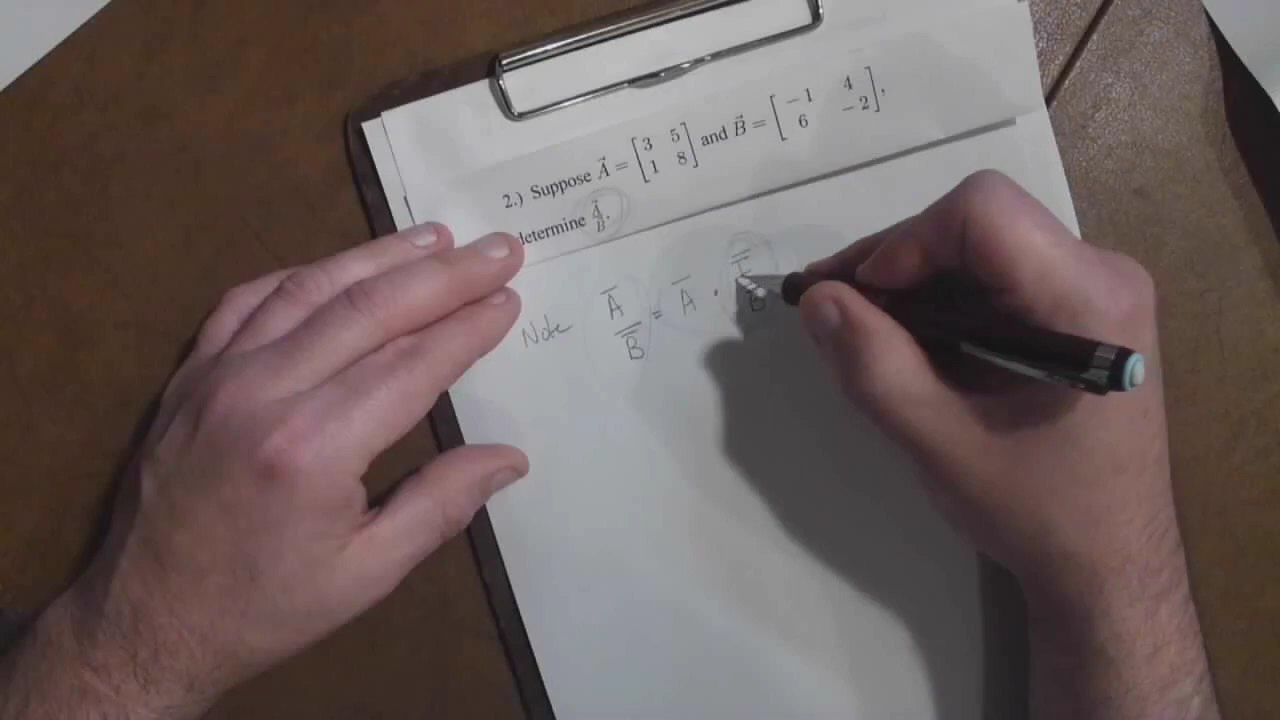 2.) Suppose A⃗ = [3 5; 1 8] and B⃗ = [−1 4; 6 −2],
determine A⃗/B⃗.
Note A̅/B̅ = A̅ · I̅/B̅